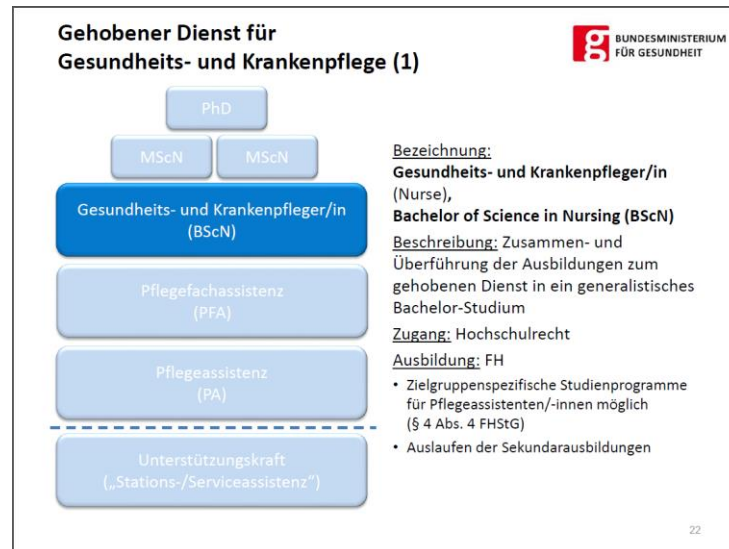 Gehobener Dienst für
Gesundheits- und Krankenpflege (1)
g BUNDESMINISTERIUM
FÜR GESUNDHEIT
PhD
MScN MScN
Gesundheits- und Krankenpfleger/in
(BScN)
Pflegefachassistenz
(PFA)
Pflegeassistenz
(PA)
Unterstützungskraft
(„Stations-/Serviceassistenz“)
Bezeichnung:
Gesundheits- und Krankenpfleger/in
(Nurse),
Bachelor of Science in Nursing (BScN)
Beschreibung: Zusammen- und
Überführung der Ausbildungen zum
gehobenen Dienst in ein generalistisches
Bachelor-Studium
Zugang: Hochschulrecht
Ausbildung: FH
• Zielgruppenspezifische Studienprogramme
für Pflegeassistenten/-innen möglich
(§ 4 Abs. 4 FHStG)
• Auslaufen der Sekundarausbildungen
22